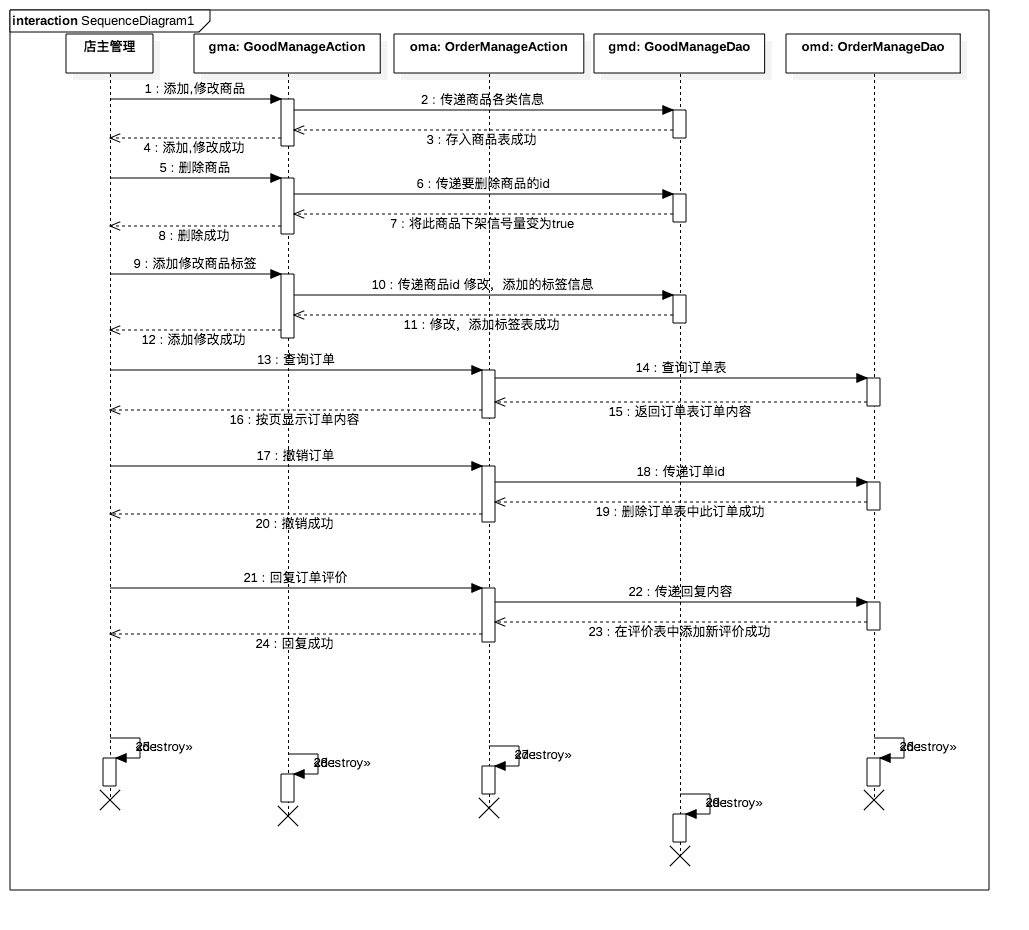 interaction SequenceDiagram1
店主管理
gma: GoodManageAction
oma: OrderManageAction
gmd: GoodManageDao
omd: OrderManageDao
1 : 添加,修改商品
2 : 传递商品各类信息
3 : 存入商品表成功
4 : 添加,修改成功
5 : 删除商品
6 : 传递要删除商品的id
7 : 将此商品下架信号量变为true
8 : 删除成功
9 : 添加修改商品标签
10 : 传递商品id 修改，添加的标签信息
11 : 修改，添加标签表成功
12 : 添加修改成功
13 : 查询订单
14 : 查询订单表
15 : 返回订单表订单内容
16 : 按页显示订单内容
17 : 撤销订单
18 : 传递订单id
19 : 删除订单表中此订单成功
20 : 撤销成功
21 : 回复订单评价
22 : 传递回复内容
23 : 在评价表中添加新评价成功
24 : 回复成功
«destroy»
«destroy»
«destroy»
«destroy»
«destroy»